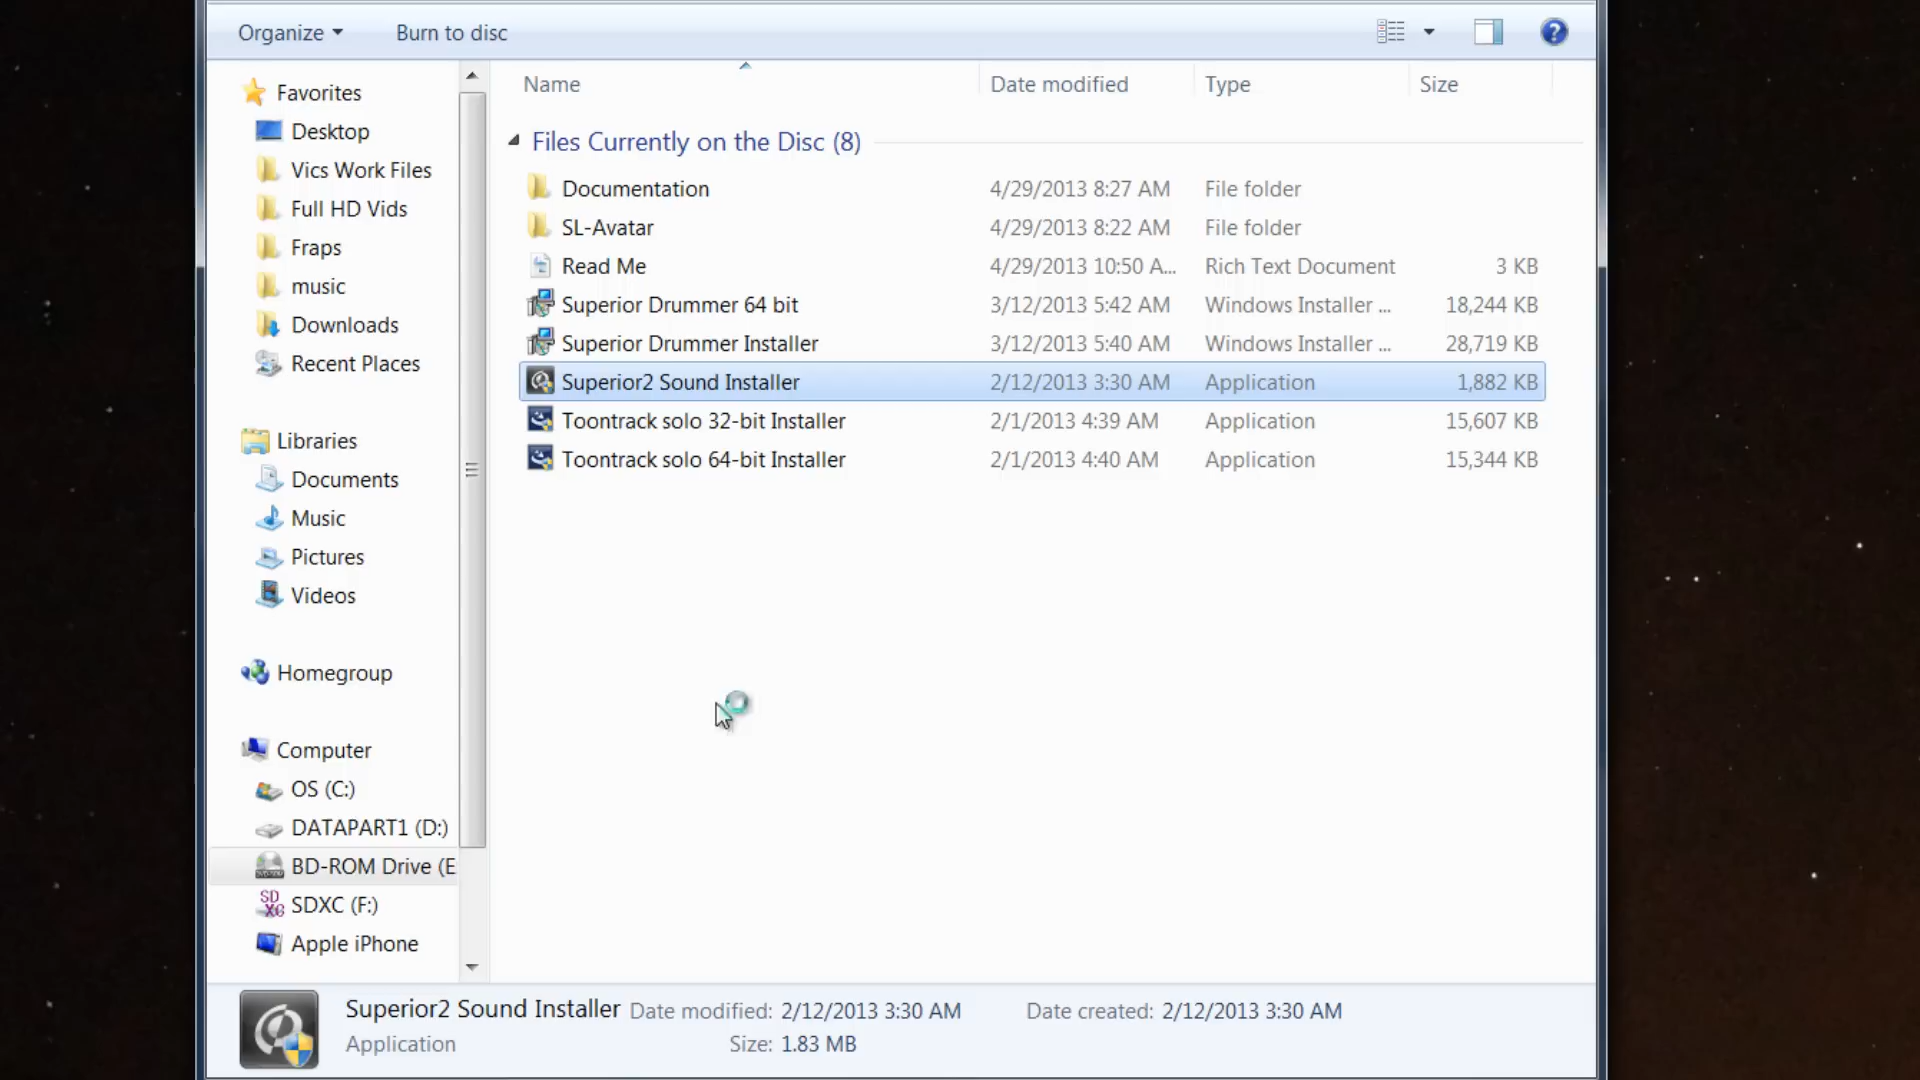 Organize Burn to disc
Name Date modified Type Size
Files Currently on the Disc (8)
Documentation 4/29/2013 8:27 AM File folder
SL-Avatar 4/29/2013 8:22 AM File folder
Read Me 4/29/2013 10:50 A... Rich Text Document 3 KB
Superior Drummer 64 bit 3/12/2013 5:42 AM Windows Installer ... 18,244 KB
Superior Drummer Installer 3/12/2013 5:40 AM Windows Installer ... 28,719 KB
Superior2 Sound Installer 2/12/2013 3:30 AM Application 1,882 KB
Toontrack solo 32-bit Installer 2/1/2013 4:39 AM Application 15,607 KB
Toontrack solo 64-bit Installer 2/1/2013 4:40 AM Application 15,344 KB
Favorites
Desktop
Vics Work Files
Full HD Vids
Fraps
music
Downloads
Recent Places
Libraries
Documents
Music
Pictures
Videos
Homegroup
Computer
OS (C:)
DATAPART1 (D:)
BD-ROM Drive (E
SD XC SDXC (F:)
Apple iPhone
Superior2 Sound Installer Date modified: 2/12/2013 3:30 AM Date created: 2/12/2013 3:30 AM
Application Size: 1.83 MB